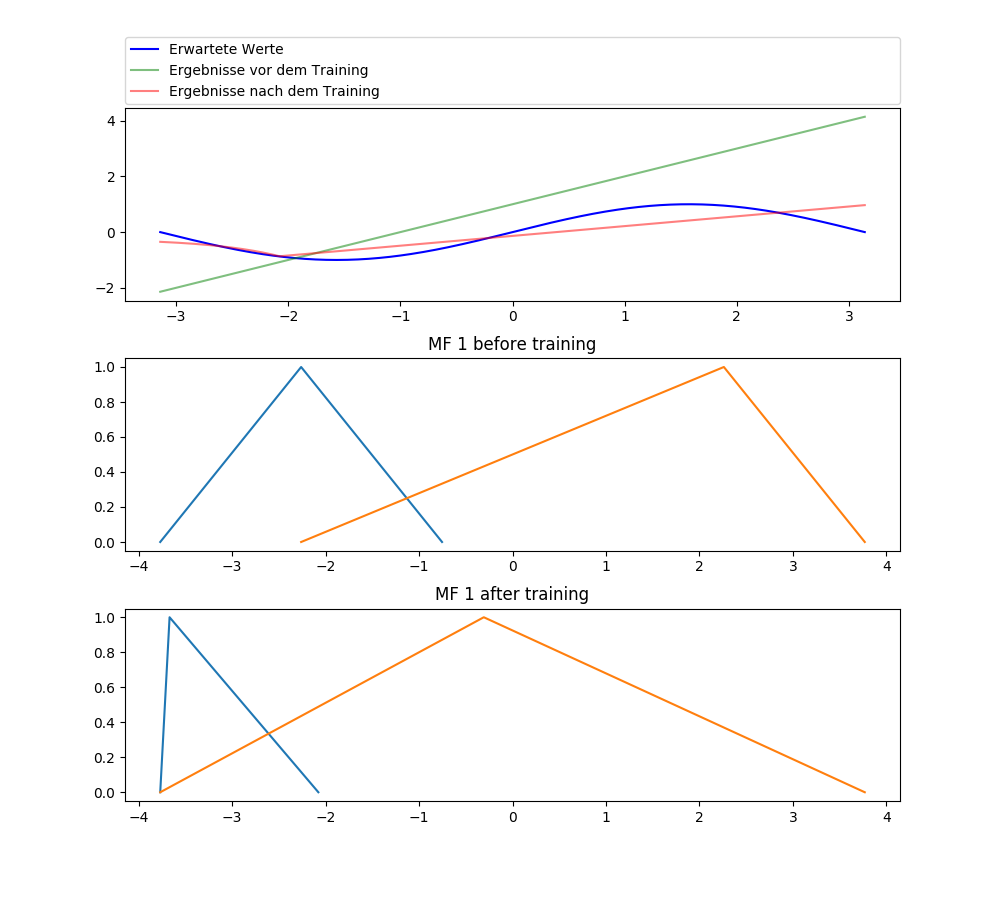 Erwartete Werte
Ergebnisse vor dem Training
Ergebnisse nach dem Training
4
2
0
−2
−3 −2 −1 0 1 2 3
MF 1 before training
1.0
0.8
0.6
0.4
0.2
0.0
−4 −3 −2 −1 0 1 2 3 4
MF 1 after training
1.0
0.8
0.6
0.4
0.2
0.0
−4 −3 −2 −1 0 1 2 3 4